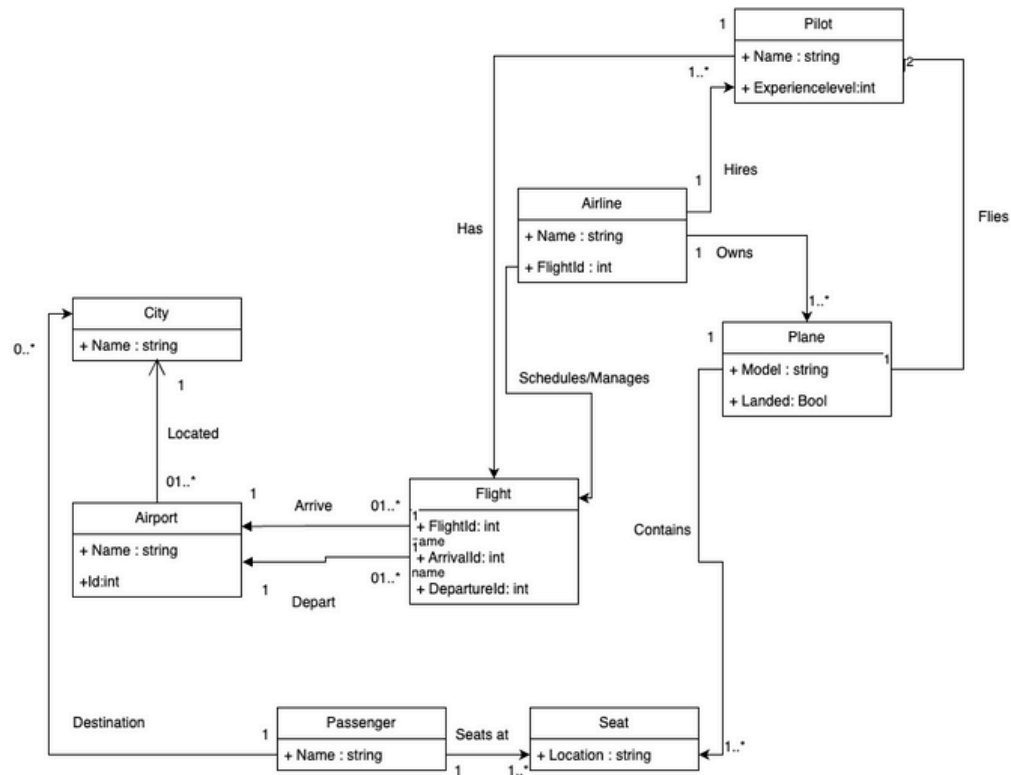 1
Pilot
+ Name : string
2
+ Experiencelevel:int
1..*
1
Hires
Airline
+ Name : string
+ FlightId : int
1
Owns
Has
Flies
1..*
City
+ Name : string
0..*
1
Plane
1
+ Model : string
+ Landed: Bool
Schedules/Manages
1
Located
01..*
Airport
+ Name : string
+Id:int
1
Arrive
01..*
Flight
1
+ FlightId: int
1
+ ArrivalId: int
name
+ DepartureId: int
1
Depart
01..*
Contains
Destination
1
Passenger
+ Name : string
Seats at
1
1..*
Seat
+ Location : string
1..*